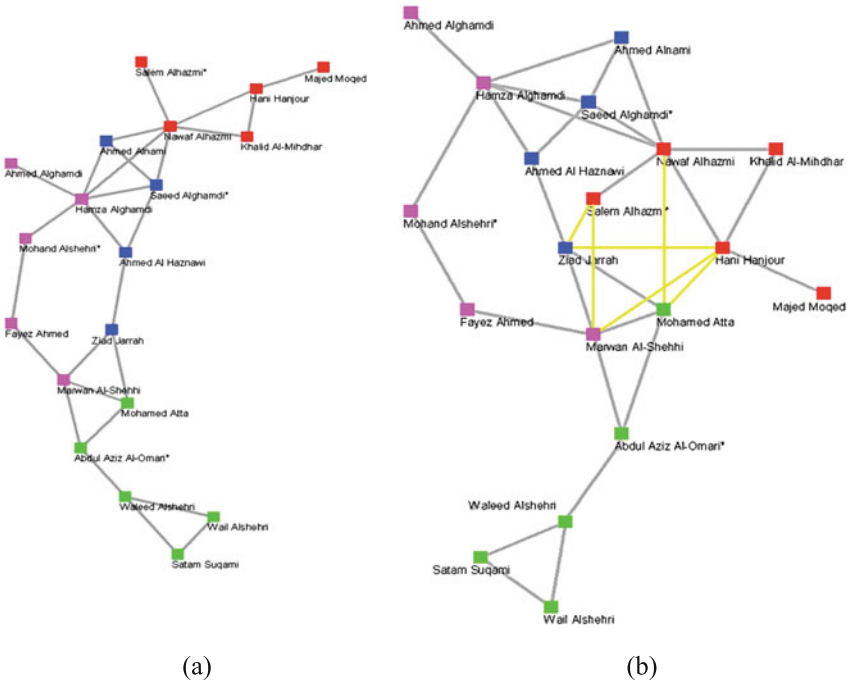 Salem Alhazmi*
Majed Moqed
Hani Hanjour
Nawaf Alhazmi
Khalid Al-Mihdhar
Ahmed Alnami
Ahmed Alghamdi
Saeed Alghamdi*
Hamza Alghamdi
Mohand Alshehri*
Ahmed Al Haznawi
Fayez Ahmed
Ziad Jarrah
Marwan Al-Shehhi
Mohamed Atta
Abdul Aziz Al-Omari*
Waleed Alshehri
Wail Alshehri
Satam Suqami
(a)
Ahmed Alghamdi
Ahmed Alnami
Hamza Alghamdi
Saeed Alghamdi*
Nawaf Alhazmi
Khalid Al-Mihdhar
Ahmed Al Haznawi
Salem Alhazmi*
Mohand Alshehri*
Ziad Jarrah
Hani Hanjour
Majed Moqed
Fayez Ahmed
Mohamed Atta
Marwan Al-Shehhi
Abdul Aziz Al-Omari*
Waleed Alshehri
Satam Suqami
Wail Alshehri
(b)